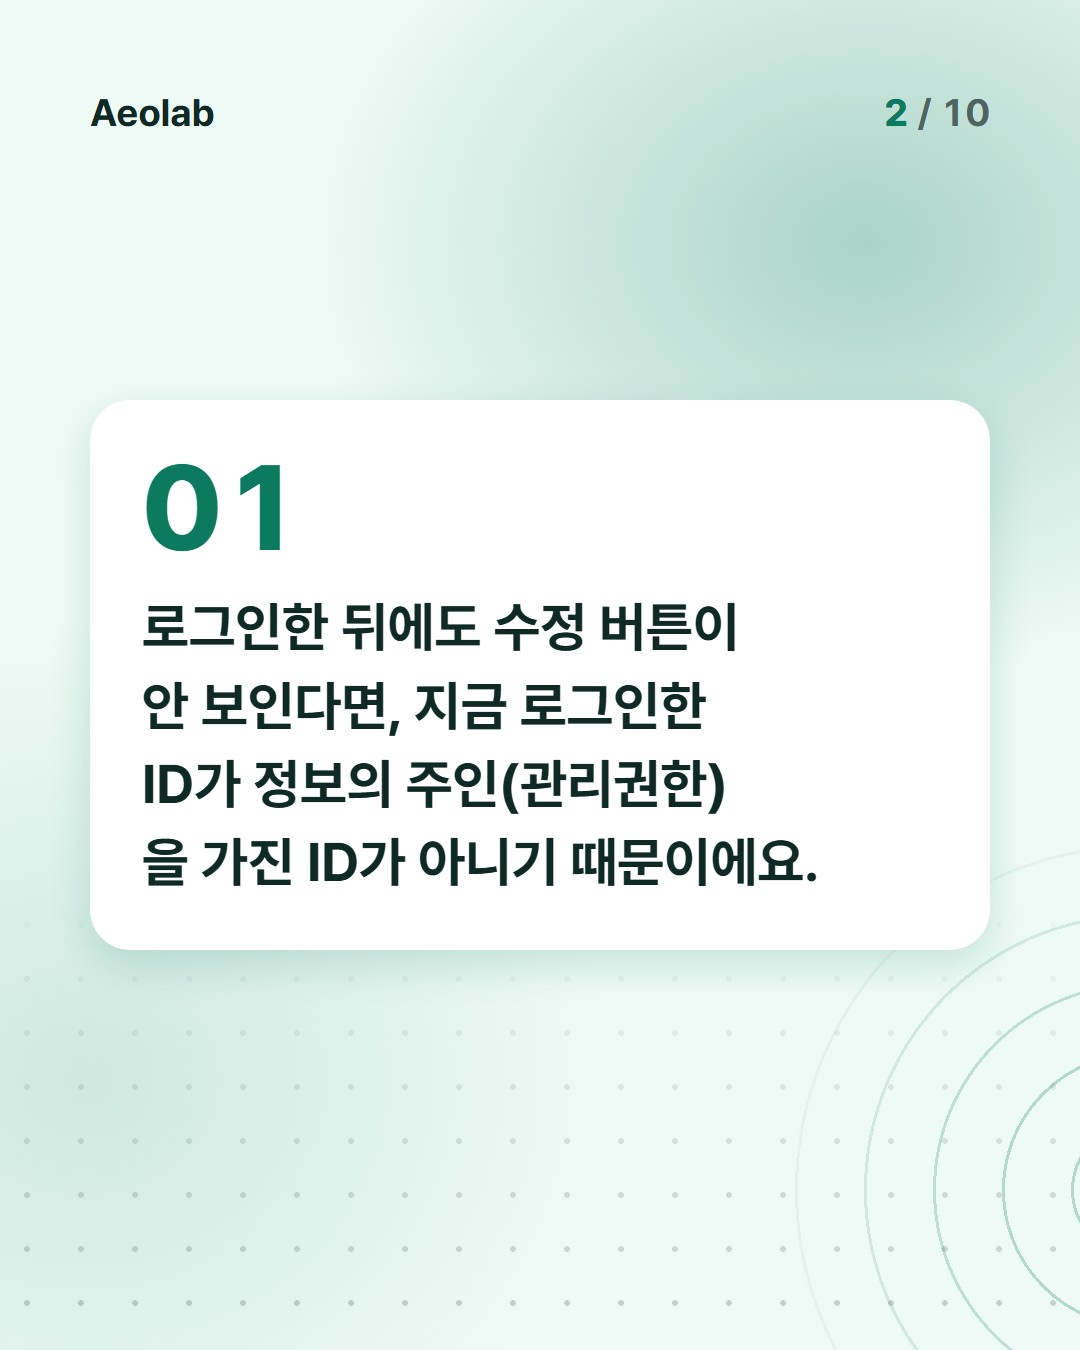 Aeolab
2 / 10
01
로그인한 뒤에도 수정 버튼이
안 보인다면, 지금 로그인한
ID가 정보의 주인(관리권한)
을 가진 ID가 아니기 때문이에요.